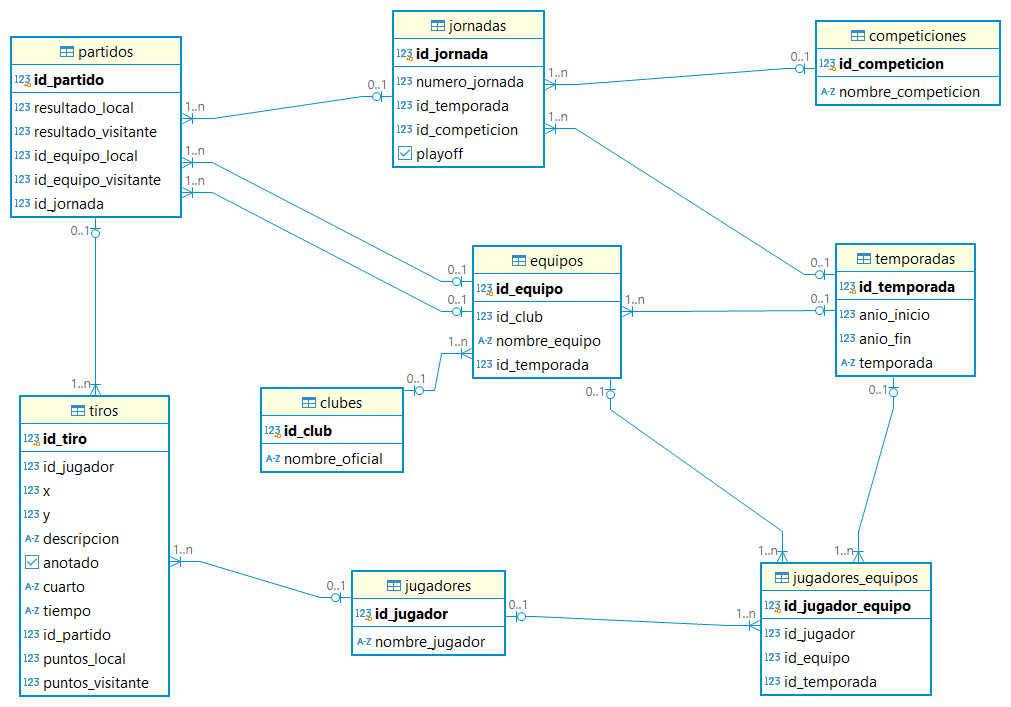 partidos
123 id_partido
123 resultado_local
123 resultado_visitante
123 id_equipo_local
123 id_equipo_visitante
123 id_jornada
jornadas
123 id_jornada
123 numero_jornada
123 id_temporada
123 id_competicion
playoff
competiciones
123 id_competicion
A-Z nombre_competicion
1..n
0..1
1..n
0..1
1..n
0..1
1..n
1..n
0..1
0..1
0..1
1..n
equipos
123 id_equipo
123 id_club
A-Z nombre_equipo
123 id_temporada
1..n
0..1
temporadas
123 id_temporada
123 anio_inicio
123 anio_fin
A-Z temporada
1..n
0..1
clubes
123 id_club
A-Z nombre_oficial
0..1
1..n
0..1
1..n
tiros
123 id_tiro
123 id_jugador
123 x
123 y
A-Z descripcion
anotado
A-Z cuarto
A-Z tiempo
123 id_partido
123 puntos_local
123 puntos_visitante
1..n
0..1
jugadores
123 id_jugador
A-Z nombre_jugador
0..1
1..n
jugadores_equipos
123 id_jugador_equipo
123 id_jugador
123 id_equipo
123 id_temporada